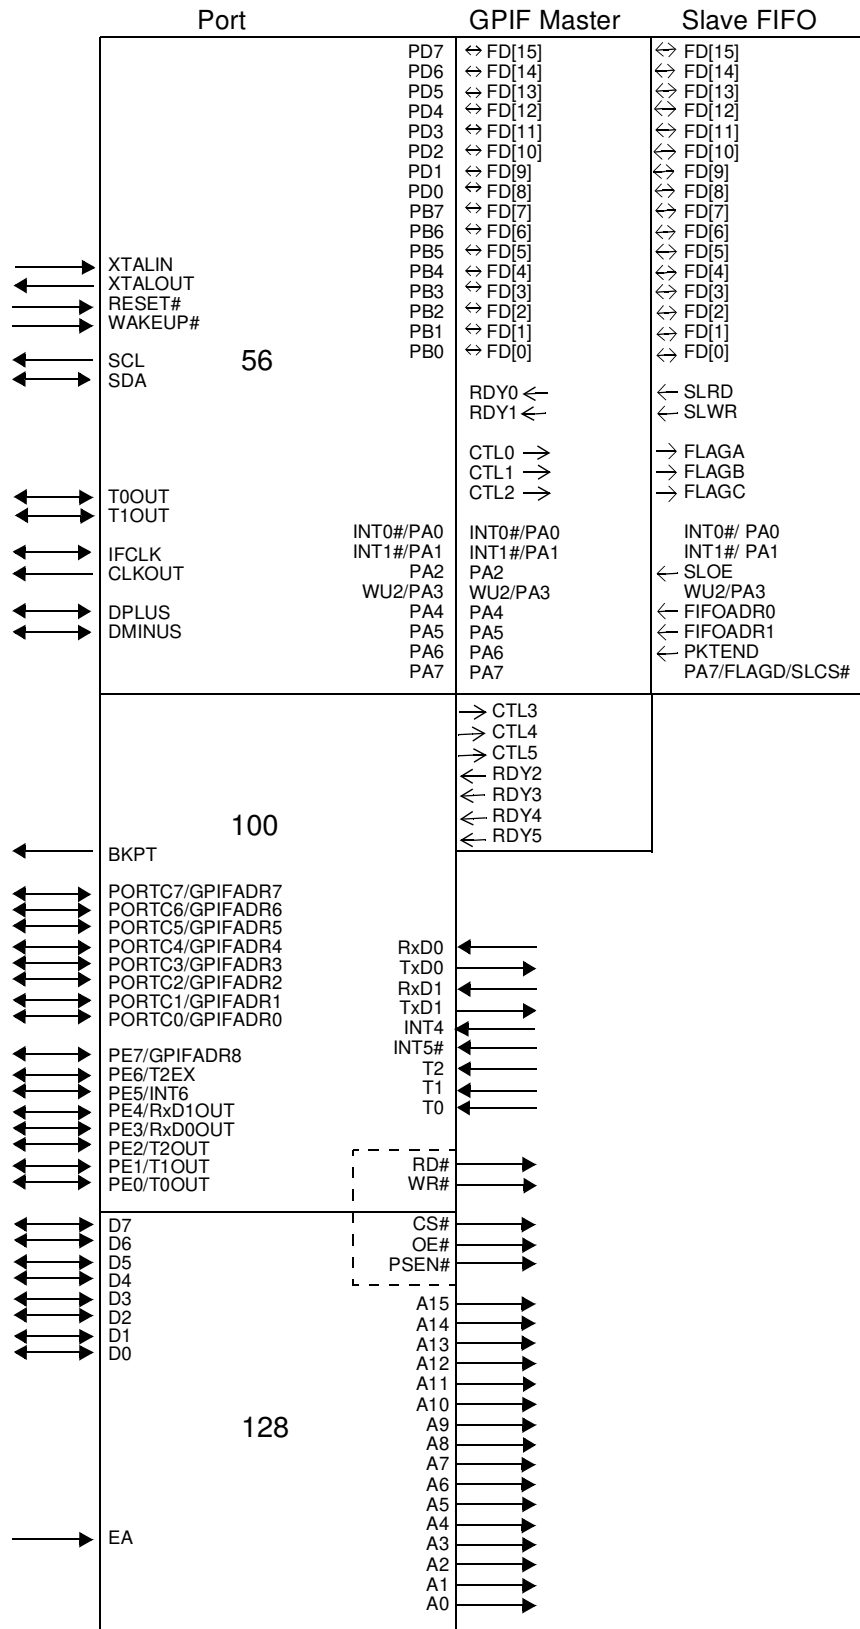 Port GPIF Master Slave FIFO
PD7 FD[15] FD[15]
PD6 FD[14] FD[14]
PD5 FD[13] FD[13]
PD4 FD[12] FD[12]
PD3 FD[11] FD[11]
PD2 FD[10] FD[10]
PD1 FD[9] FD[9]
PD0 FD[8] FD[8]
PB7 FD[7] FD[7]
PB6 FD[6] FD[6]
PB5 FD[5] FD[5]
XTALIN PB4 FD[4] FD[4]
XTALOUT PB3 FD[3] FD[3]
RESET# PB2 FD[2] FD[2]
WAKEUP# PB1 FD[1] FD[1]
SCL 56 PB0 FD[0] FD[0]
SDA
RDY0 SLRD
RDY1 SLWR
CTL0 FLAGA
CTL1 FLAGB
T0OUT CTL2 FLAGC
T1OUT
INT0#/PA0 INT0#/PA0 INT0#/ PA0
IFCLK INT1#/PA1 INT1#/PA1 INT1#/ PA1
CLKOUT PA2 PA2 SLOE
WU2/PA3 WU2/PA3 WU2/PA3
DPLUS PA4 PA4 FIFOADR0
DMINUS PA5 PA5 FIFOADR1
PA6 PA6 PKTEND
PA7 PA7 PA7/FLAGD/SLCS#
CTL3
CTL4
CTL5
RDY2
RDY3
100 RDY4
RDY5
BKPT
PORTC7/GPIFADR7
PORTC6/GPIFADR6
PORTC5/GPIFADR5
PORTC4/GPIFADR4 RxD0
PORTC3/GPIFADR3 TxD0
PORTC2/GPIFADR2 RxD1
PORTC1/GPIFADR1 TxD1
PORTC0/GPIFADR0 INT4
PE7/GPIFADR8 INT5#
PE6/T2EX T2
PE5/INT6 T1
PE4/RxD1OUT T0
PE3/RxD0OUT
PE2/T2OUT
PE1/T1OUT RD#
PE0/T0OUT WR#
D7 CS#
D6 OE#
D5 PSEN#
D4
D3 A15
D2 A14
D1 A13
D0 A12
A11
A10
128 A9
A8
A7
A6
A5
A4
EA A3
A2
A1
A0